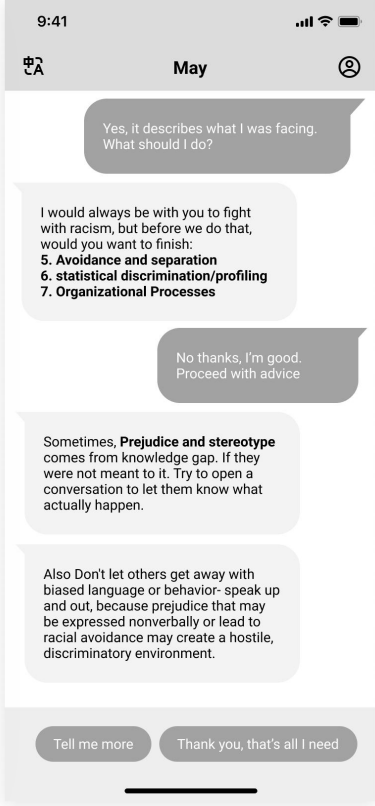 9:41
中A
May
Yes, it describes what I was facing.
What should I do?
I would always be with you to fight
with racism, but before we do that,
would you want to finish:
5. Avoidance and separation
6. statistical discrimination/profiling
7. Organizational Processes
No thanks, I'm good.
Proceed with advice
Sometimes, Prejudice and stereotype
comes from knowledge gap. If they
were not meant to it. Try to open a
conversation to let them know what
actually happen.
Also Don't let others get away with
biased language or behavior- speak up
and out, because prejudice that may
be expressed nonverbally or lead to
racial avoidance may create a hostile,
discriminatory environment.
Tell me more
Thank you, that's all I need